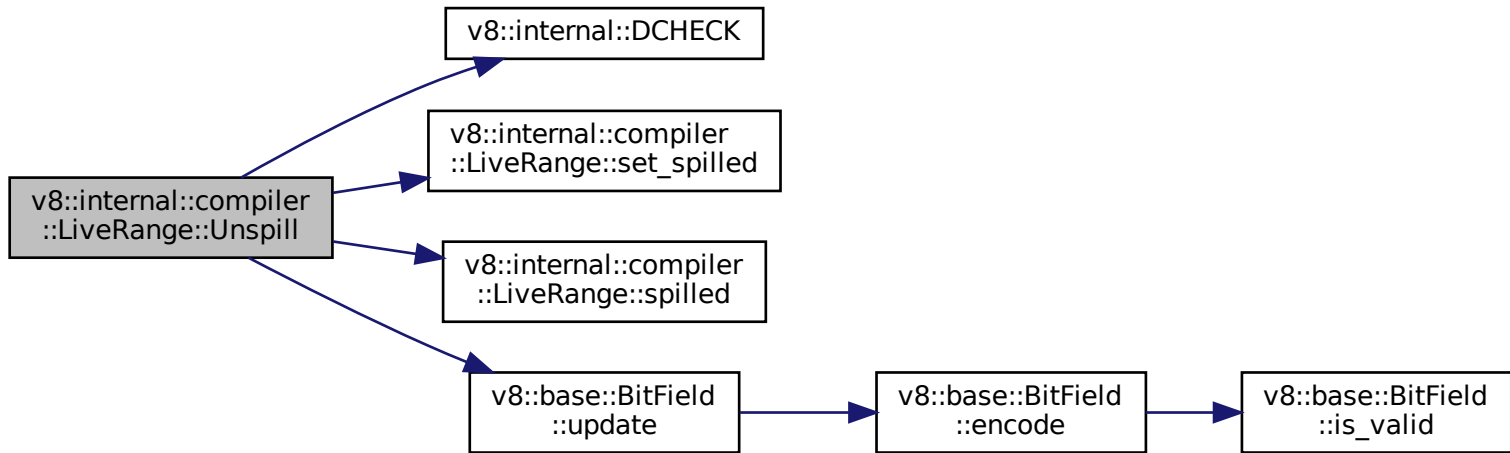 v8::internal::DCHECK
v8::internal::compiler
::LiveRange::set_spilled
v8::internal::compiler
::LiveRange::Unspill
v8::internal::compiler
::LiveRange::spilled
v8::base::BitField
::update
v8::base::BitField
::encode
v8::base::BitField
::is_valid